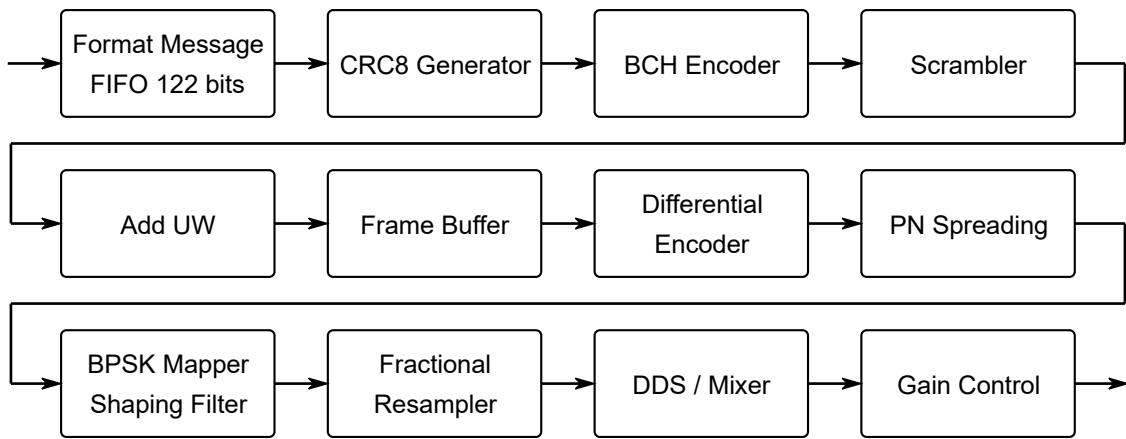 Format Message
FIFO 122 bits
CRC8 Generator
BCH Encoder
Scrambler
Add UW
Frame Buffer
Differential
Encoder
PN Spreading
BPSK Mapper
Shaping Filter
Fractional
Resampler
DDS / Mixer
Gain Control